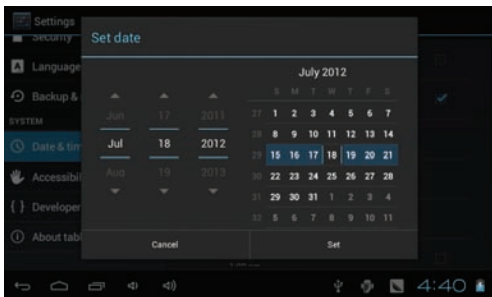 Settings
Security
Language
Backup &
SYSTEM
Date & tim
Accessibil
{ } Developer
About tabl
Set date
Jun 17 2011
Jul 18 2012
Aug 19 2013
July 2012
S M T W T F S
27 1 2 3 4 5 6 7
28 8 9 10 11 12 13 14
29 15 16 17 18 19 20 21
30 22 23 24 25 26 27 28
31 29 30 31 1 2 3 4
32 5 6 7 8 9 10 11
Cancel Set
4:40